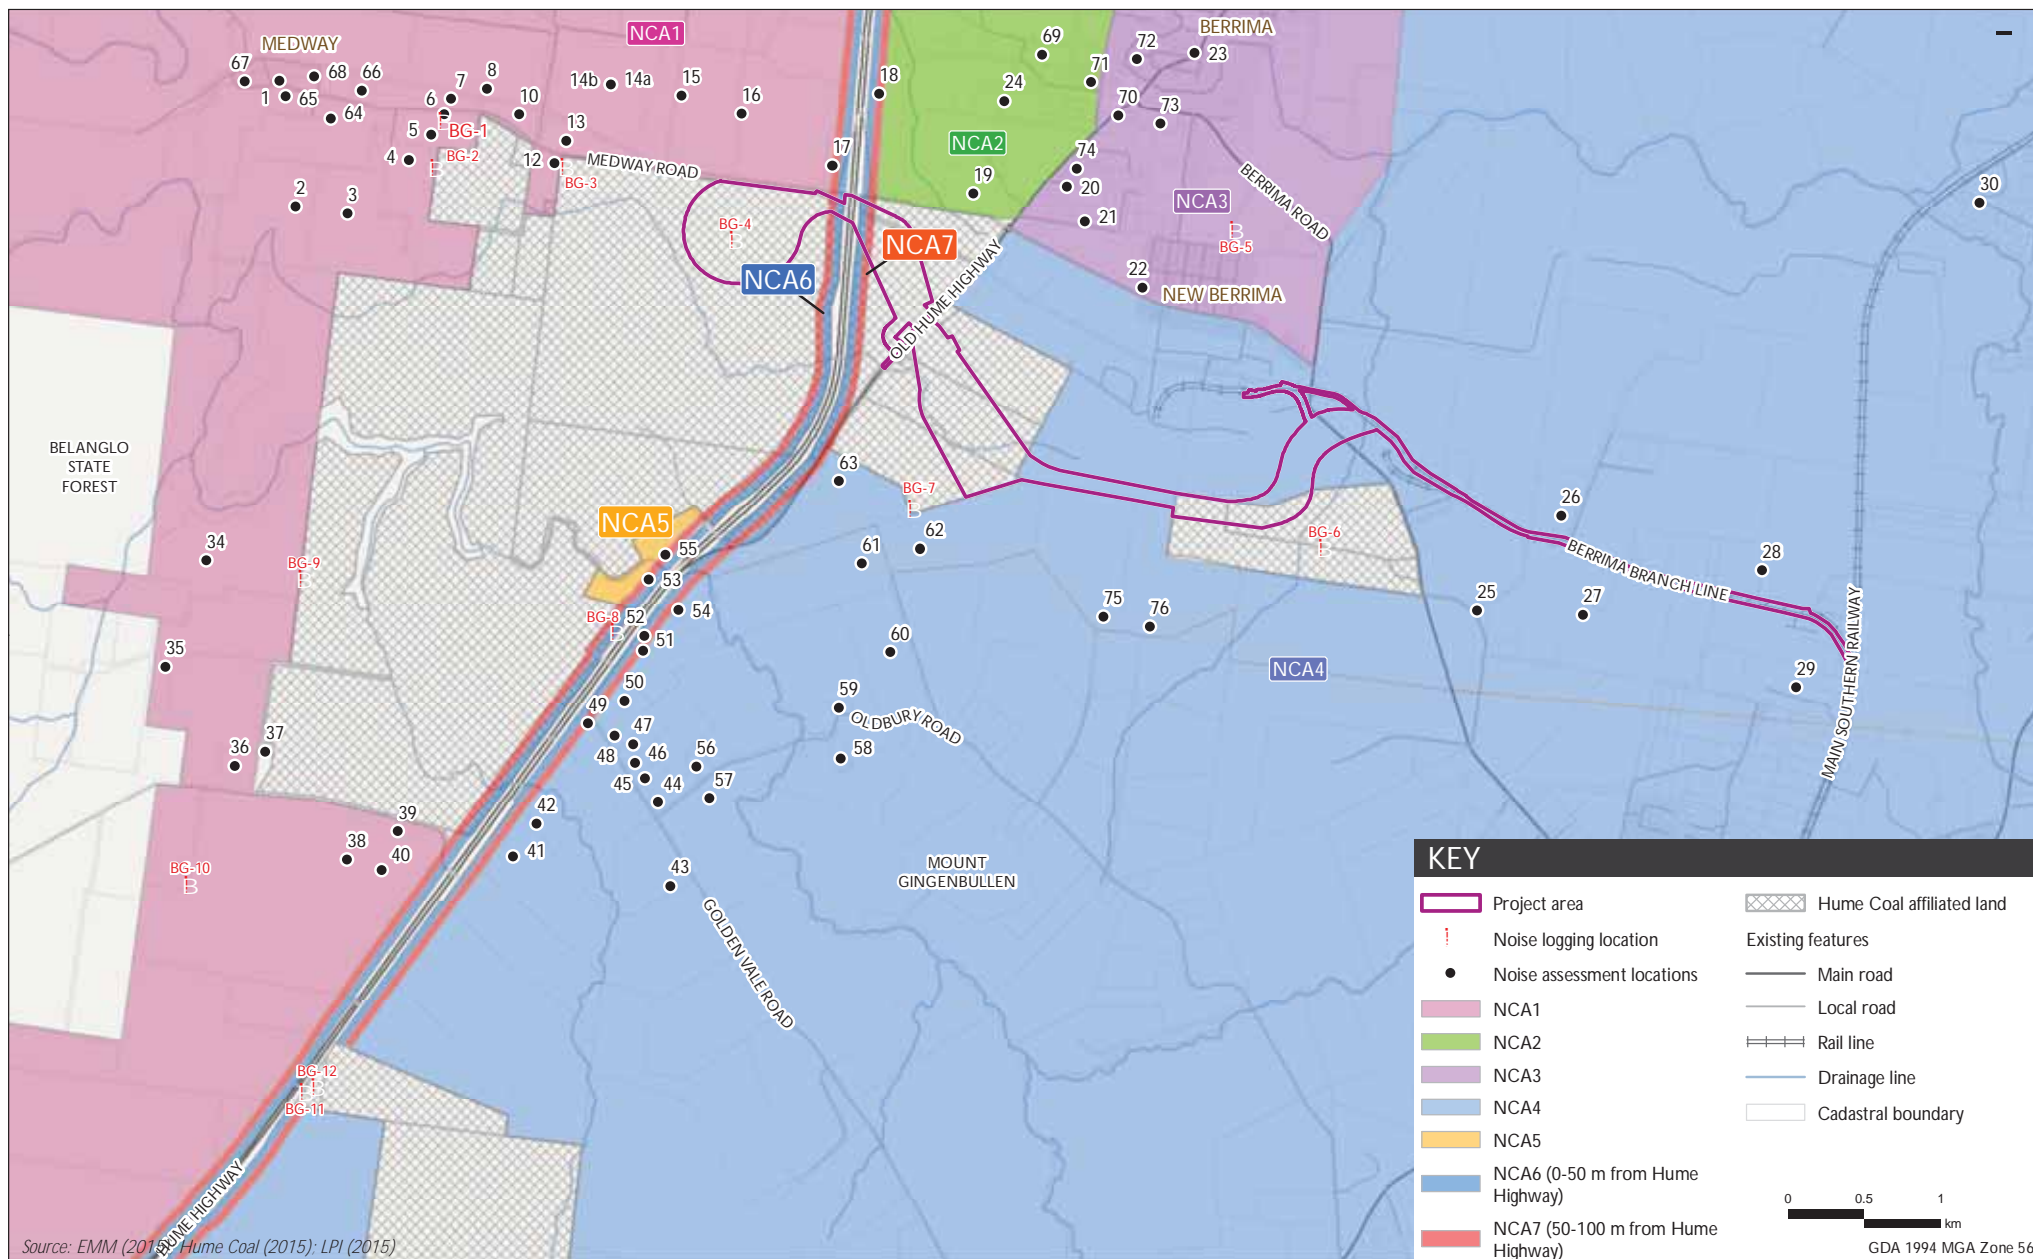 MEDWAY
NCA1
BERRIMA
67
1
68
65
66
64
7
8
6
BG-1
5
BG-2
4
10
14b
14a
13
12
BG-3
MEDWAY ROAD
15
16
17
18
69
24
71
72
23
70
73
NCA2
19
74
20
21
NCA3
BERRIMA ROAD
BG-5
22
NEW BERRIMA
30
2
3
BG-4
NCA7
NCA6
OLD HUME HIGHWAY
BELANGLO
STATE
FOREST
63
BG-7
NCA5
55
53
BG-8
52
54
51
61
62
BG-6
26
BERRIMA BRANCH LINE
28
25
27
75
76
34
BG-9
35
60
NCA4
29
MAIN SOUTHERN RAILWAY
50
49
59
OLDBURY ROAD
47
48
46
45
44
56
57
58
36
37
42
41
39
38
40
BG-10
43
GOLDEN VALE ROAD
MOUNT
GINGENBULLEN
BG-12
BG-11
HUME HIGHWAY
Source: EMM (2015); Hume Coal (2015); LPI (2015)
KEY
Project area
Noise logging location
Noise assessment locations
NCA1
NCA2
NCA3
NCA4
NCA5
NCA6 (0-50 m from Hume
Highway)
NCA7 (50-100 m from Hume
Highway)
Hume Coal affiliated land
Existing features
Main road
Local road
Rail line
Drainage line
Cadastral boundary
0 0.5 1
km
GDA 1994 MGA Zone 56